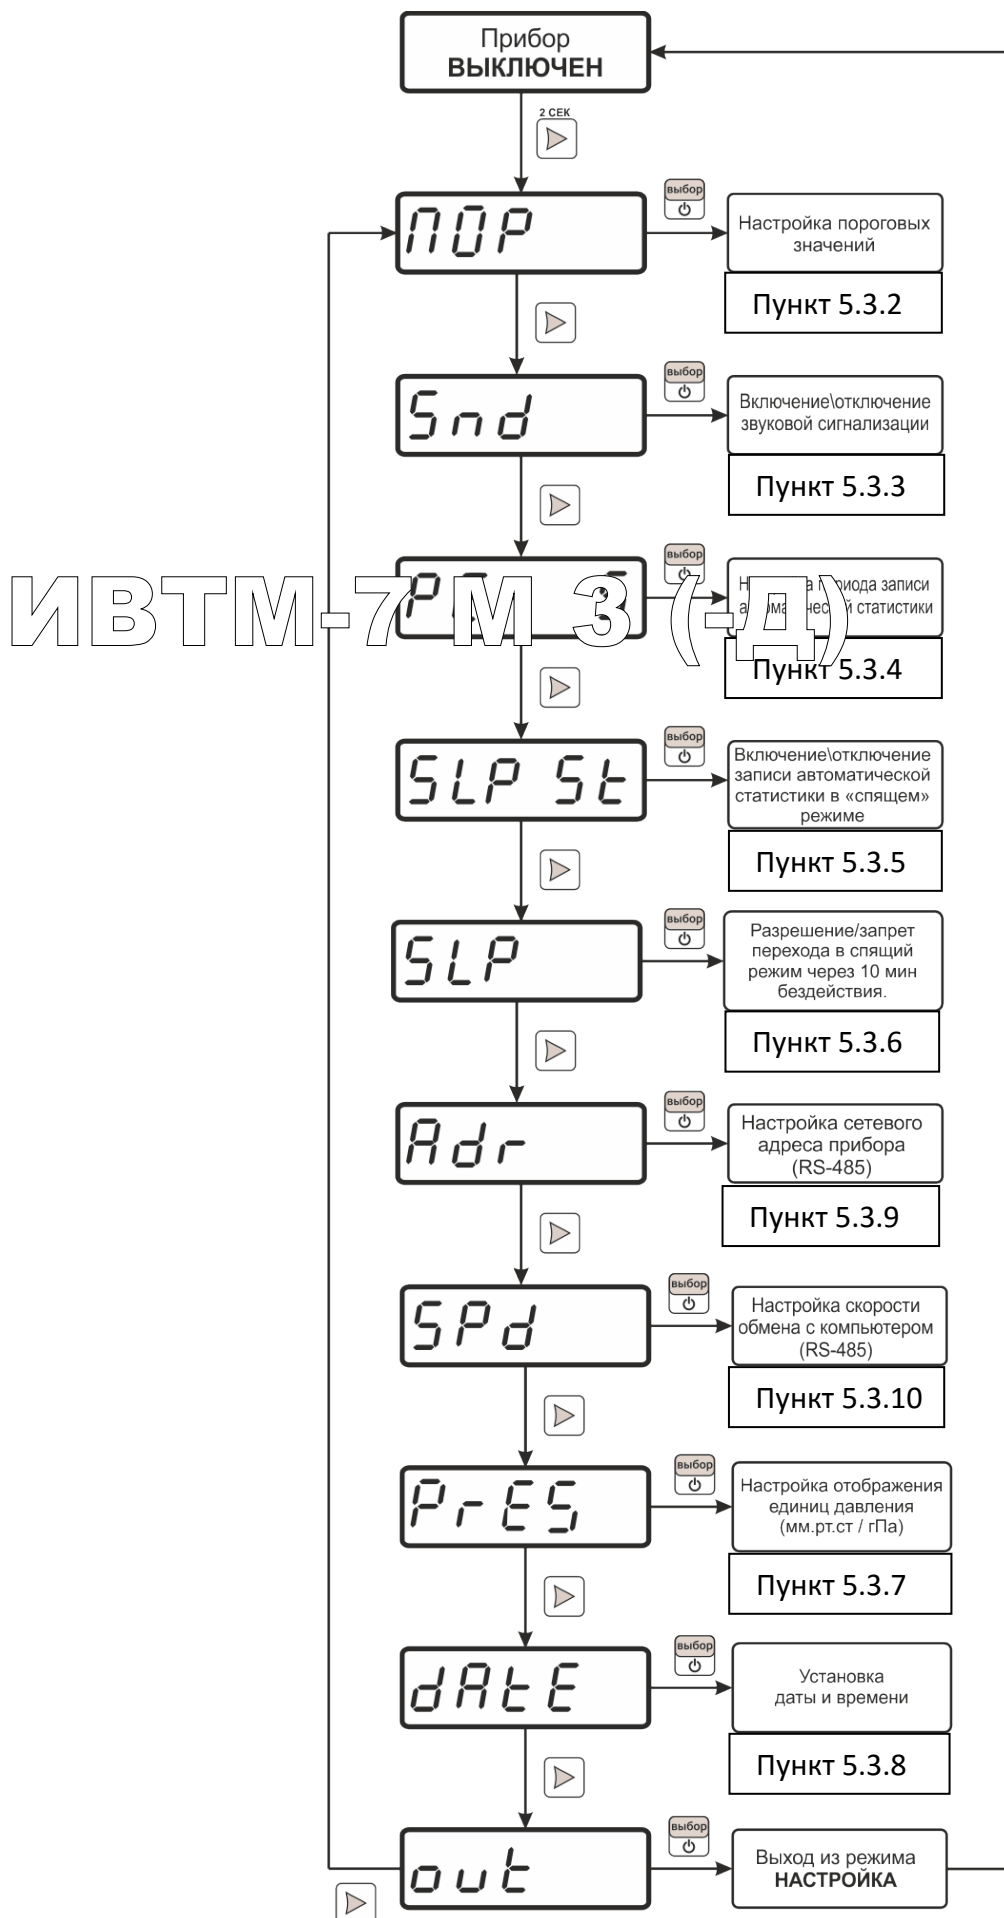 Прибор
ВЫКЛЮЧЕН
2 СЕК
ПОР
выбор
Настройка пороговых
значений
Пункт 5.3.2
Snd
выбор
Включение\отключение
звуковой сигнализации
Пункт 5.3.3
выбор
периода записи
статистики
ИВТМ-7 М 3 (-Д)
Пункт 5.3.4
SLP St
выбор
Включение\отключение
записи автоматической
статистики в «спящем»
режиме
Пункт 5.3.5
SLP
выбор
Разрешение/запрет
перехода в спящий
режим через 10 мин
бездействия.
Пункт 5.3.6
Adr
выбор
Настройка сетевого
адреса прибора
(RS-485)
Пункт 5.3.9
SPd
выбор
Настройка скорости
обмена с компьютером
(RS-485)
Пункт 5.3.10
PrES
выбор
Настройка отображения
единиц давления
(мм.рт.ст / гПа)
Пункт 5.3.7
dAtE
выбор
Установка
даты и времени
Пункт 5.3.8
out
выбор
Выход из режима
НАСТРОЙКА